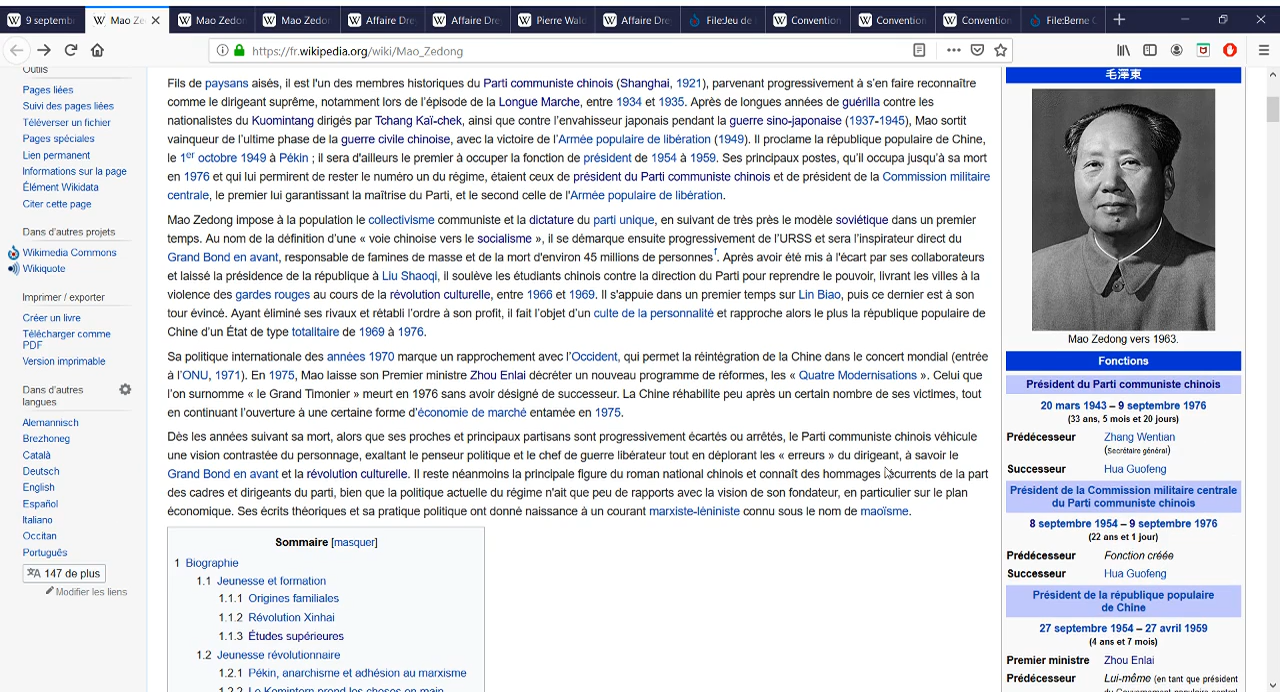 9 septemb
Mao Ze
Mao Zedon
Mao Zedon
Affaire Dre
Affaire Dre
Pierre Wald
Affaire Dre
File:Jeu de
Convention
Convention
Convention
File:Berne C
https://fr.wikipedia.org/wiki/Mao_Zedong
Outils
Pages liées
Suivi des pages liées
Téléverser un fichier
Pages spéciales
Lien permanent
Informations sur la page
Élément Wikidata
Citer cette page
Dans d'autres projets
Wikimedia Commons
Wikiquote
Imprimer / exporter
Créer un livre
Télécharger comme
PDF
Version imprimable
Dans d'autres
langues
Alemannisch
Brezhoneg
Català
Deutsch
English
Español
Italiano
Occitan
Português
147 de plus
Modifier les liens
Fils de paysans aisés, il est l'un des membres historiques du Parti communiste chinois (Shanghai, 1921), parvenant progressivement à s'en faire reconnaître
comme le dirigeant suprême, notamment lors de l'épisode de la Longue Marche, entre 1934 et 1935. Après de longues années de guérilla contre les
nationalistes du Kuomintang dirigés par Tchang Kaï-chek, ainsi que contre l'envahisseur japonais pendant la guerre sino-japonaise (1937-1945), Mao sortit
vainqueur de l'ultime phase de la guerre civile chinoise, avec la victoire de l'Armée populaire de libération (1949). Il proclame la république populaire de Chine,
le 1er octobre 1949 à Pékin ; il sera d'ailleurs le premier à occuper la fonction de président de 1954 à 1959. Ses principaux postes, qu'il occupa jusqu'à sa mort
en 1976 et qui lui permirent de rester le numéro un du régime, étaient ceux de président du Parti communiste chinois et de président de la Commission militaire
centrale, le premier lui garantissant la maîtrise du Parti, et le second celle de l'Armée populaire de libération.
Mao Zedong impose à la population le collectivisme communiste et la dictature du parti unique, en suivant de très près le modèle soviétique dans un premier
temps. Au nom de la définition d'une « voie chinoise vers le socialisme », il se démarque ensuite progressivement de l'URSS et sera l'inspirateur direct du
Grand Bond en avant, responsable de famines de masse et de la mort d'environ 45 millions de personnes r. Après avoir été mis à l'écart par ses collaborateurs
et laissé la présidence de la république à Liu Shaoqi, il soulève les étudiants chinois contre la direction du Parti pour reprendre le pouvoir, livrant les villes à la
violence des gardes rouges au cours de la révolution culturelle, entre 1966 et 1969. Il s'appuie dans un premier temps sur Lin Biao, puis ce dernier est à son
tour évincé. Ayant éliminé ses rivaux et rétabli l'ordre à son profit, il fait l'objet d'un culte de la personnalité et rapproche alors le plus la république populaire de
Chine d'un État de type totalitaire de 1969 à 1976.
Sa politique internationale des années 1970 marque un rapprochement avec l'Occident, qui permet la réintégration de la Chine dans le concert mondial (entrée
à l'ONU, 1971). En 1975, Mao laisse son Premier ministre Zhou Enlai décréter un nouveau programme de réformes, les « Quatre Modernisations ». Celui que
l'on surnomme « le Grand Timonier » meurt en 1976 sans avoir désigné de successeur. La Chine réhabilite peu après un certain nombre de ses victimes, tout
en continuant l'ouverture à une certaine forme d'économie de marché entamée en 1975.
Dès les années suivant sa mort, alors que ses proches et principaux partisans sont progressivement écartés ou arrêtés, le Parti communiste chinois véhicule
une vision contrastée du personnage, exaltant le penseur politique et le chef de guerre libérateur tout en déplorant les « erreurs » du dirigeant, à savoir le
Grand Bond en avant et la révolution culturelle. Il reste néanmoins la principale figure du roman national chinois et connaît des hommages récurrents de la part
des cadres et dirigeants du parti, bien que la politique actuelle du régime n'ait que peu de rapports avec la vision de son fondateur, en particulier sur le plan
économique. Ses écrits théoriques et sa pratique politique ont donné naissance à un courant marxiste-léniniste connu sous le nom de maoïsme.
Sommaire [masquer]
1 Biographie
1.1 Jeunesse et formation
1.1.1 Origines familiales
1.1.2 Révolution Xinhai
1.1.3 Études supérieures
1.2 Jeunesse révolutionnaire
1.2.1 Pékin, anarchisme et adhésion au marxisme
1.2.2 Le Komintern prend les choses en main
毛澤東
Mao Zedong vers 1963.
Fonctions
Président du Parti communiste chinois
20 mars 1943 – 9 septembre 1976
(33 ans, 5 mois et 20 jours)
Prédécesseur Zhang Wentian
(Secrétaire général)
Successeur Hua Guofeng
Président de la Commission militaire centrale
du Parti communiste chinois
8 septembre 1954 – 9 septembre 1976
(22 ans et 1 jour)
Prédécesseur Fonction créée
Successeur Hua Guofeng
Président de la république populaire
de Chine
27 septembre 1954 – 27 avril 1959
(4 ans et 7 mois)
Premier ministre Zhou Enlai
Prédécesseur Lui-même (en tant que président